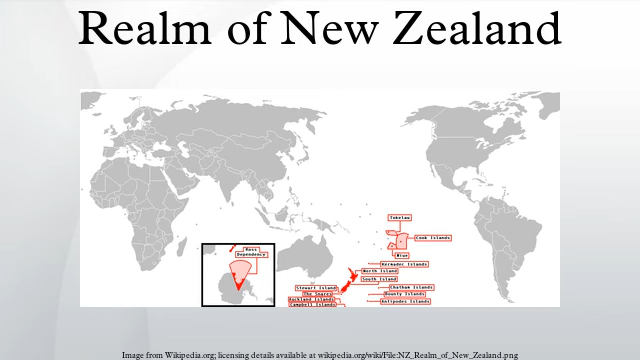 Realm of New Zealand
Tokelau
Cook Islands
Niue
Ross
Dependency
Kermadec Islands
North Island
South Island
Stewart Island
Chatham Islands
The Snares
Bounty Islands
Auckland Islands
Antipodes Islands
Campbell Islands
Image from Wikipedia.org; licensing details available at wikipedia.org/wiki/File:NZ_Realm_of_New_Zealand.png